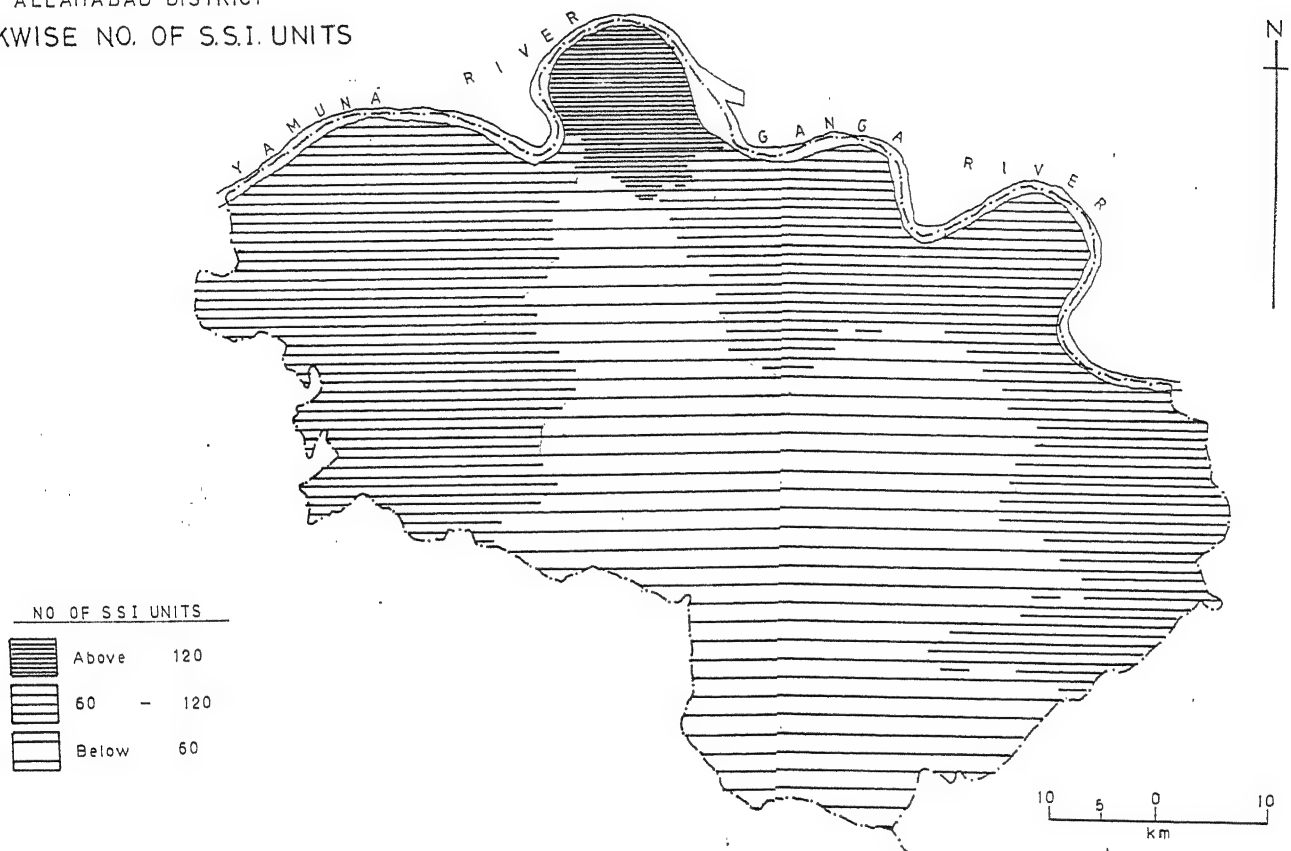 ALLAHABAD DISTRICT
KWISE NO. OF S.S.I. UNITS
N
YAMUNA RIVER
GANGA RIVER
NO OF SSI UNITS
Above 120
60 - 120
Below 60
10 5 0 10
km